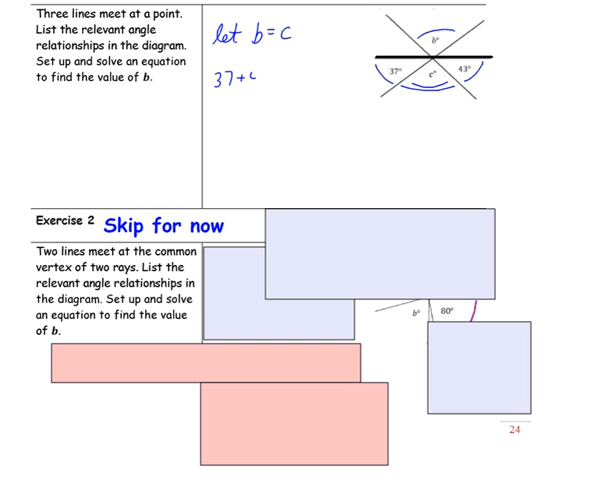 Three lines meet at a point.
List the relevant angle
relationships in the diagram.
Set up and solve an equation
to find the value of b.
let b=c
37+
b°
37°
c°
43°
Exercise 2
Skip for now
Two lines meet at the common
vertex of two rays. List the
relevant angle relationships in
the diagram. Set up and solve
an equation to find the value
of b.
b°
80°
24